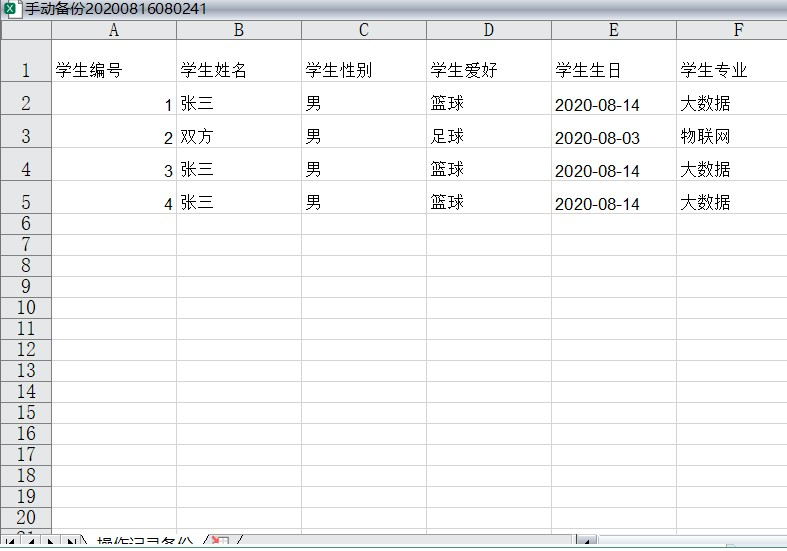 手动备份20200816080241
A B C D E F
1 学生编号 学生姓名 学生性别 学生爱好 学生生日 学生专业
2 1 张三 男 篮球 2020-08-14 大数据
3 2 双方 男 足球 2020-08-03 物联网
4 3 张三 男 篮球 2020-08-14 大数据
5 4 张三 男 篮球 2020-08-14 大数据
6
7
8
9
10
11
12
13
14
15
16
17
18
19
20
21
操作记录备份